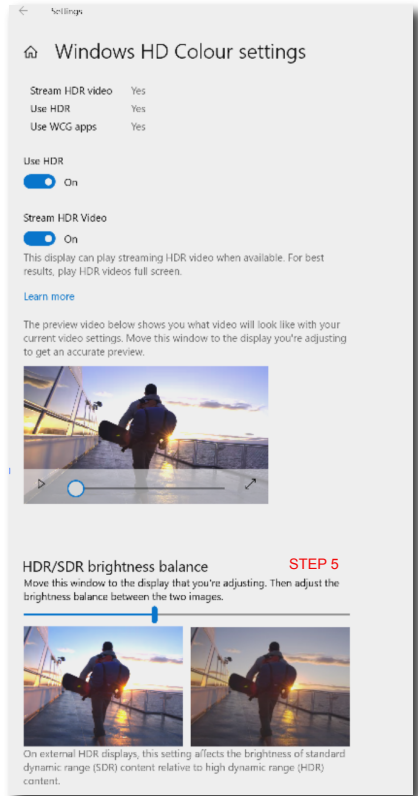 Settings
Windows HD Colour settings
Stream HDR video Yes
Use HDR Yes
Use WCG apps Yes
Use HDR
On
Stream HDR Video
On
This display can play streaming HDR video when available. For best
results, play HDR videos full screen.
Learn more
The preview video below shows you what video will look like with your
current video settings. Move this window to the display you're adjusting
to get an accurate preview.
HDR/SDR brightness balance STEP 5
Move this window to the display that you're adjusting. Then adjust the
brightness balance between the two images.
On external HDR displays, this setting affects the brightness of standard
dynamic range (SDR) content relative to high dynamic range (HDR)
content.